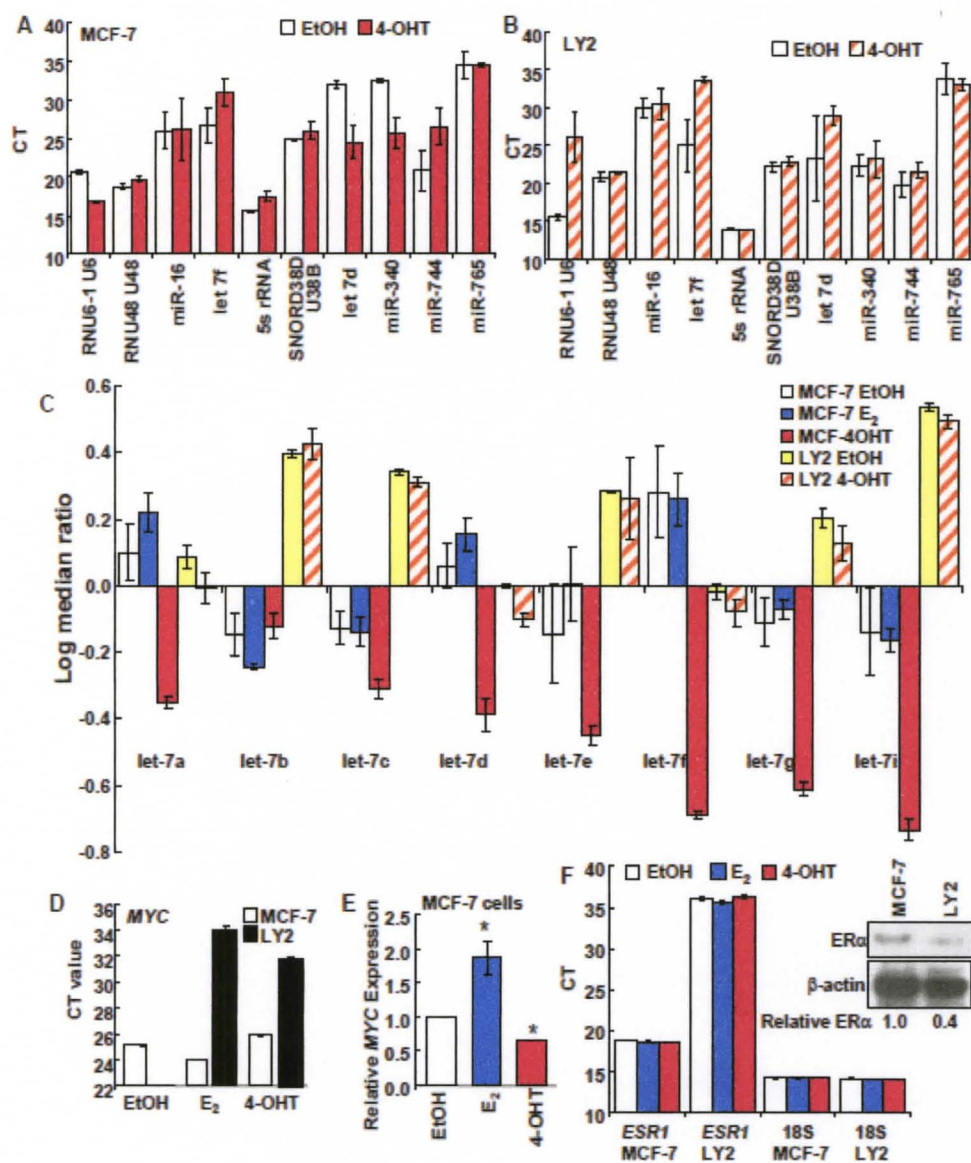 A MCF-7 EtOH 4-OHT
CT
40
35
30
25
20
15
10
RNU6-1 U6
RNU48 U48
miR-16
let 7f
5s rRNA
SNORD38D
U38B
let 7d
miR-340
miR-744
miR-765
B LY2 EtOH 4-OHT
CT
40
35
30
25
20
15
10
RNU6-1 U6
RNU48 U48
miR-16
let 7f
5s rRNA
SNORD38D
U38B
let 7d
miR-340
miR-744
miR-765
C
Log median ratio
0.6
0.4
0.2
0.0
-0.2
-0.4
-0.6
-0.8
MCF-7 EtOH
MCF-7 E2
MCF-4OHT
LY2 EtOH
LY2 4-OHT
let-7a let-7b let-7c let-7d let-7e let-7f let-7g let-7i
D MYC
MCF-7
LY2
CT value
36
34
32
30
28
26
24
22
EtOH E2 4-OHT
E MCF-7 cells
Relative MYC Expression
2.5
2.0
1.5
1.0
0.5
0.0
*
*
EtOH
E2
4-OHT
F EtOH E2 4-OHT
CT
40
35
30
25
20
15
10
ESR1 ESR1 18S 18S
MCF-7 LY2 MCF-7 LY2
MCF-7
LY2
ERα
β-actin
Relative ERα 1.0 0.4